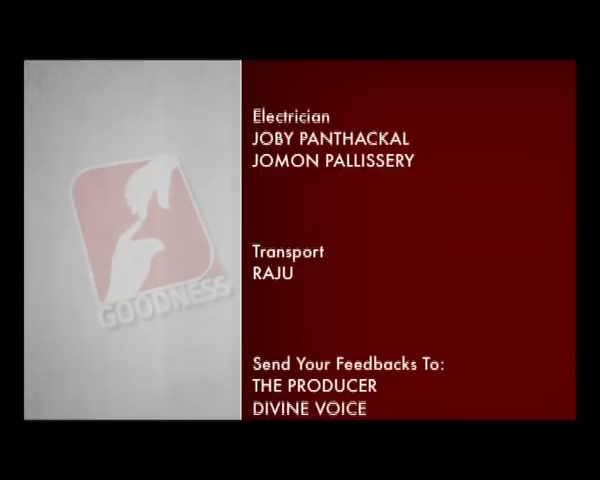 Electrician
JOBY PANTHACKAL
JOMON PALLISSERY
Transport
RAJU
GOODNESS
Send Your Feedbacks To:
THE PRODUCER
DIVINE VOICE